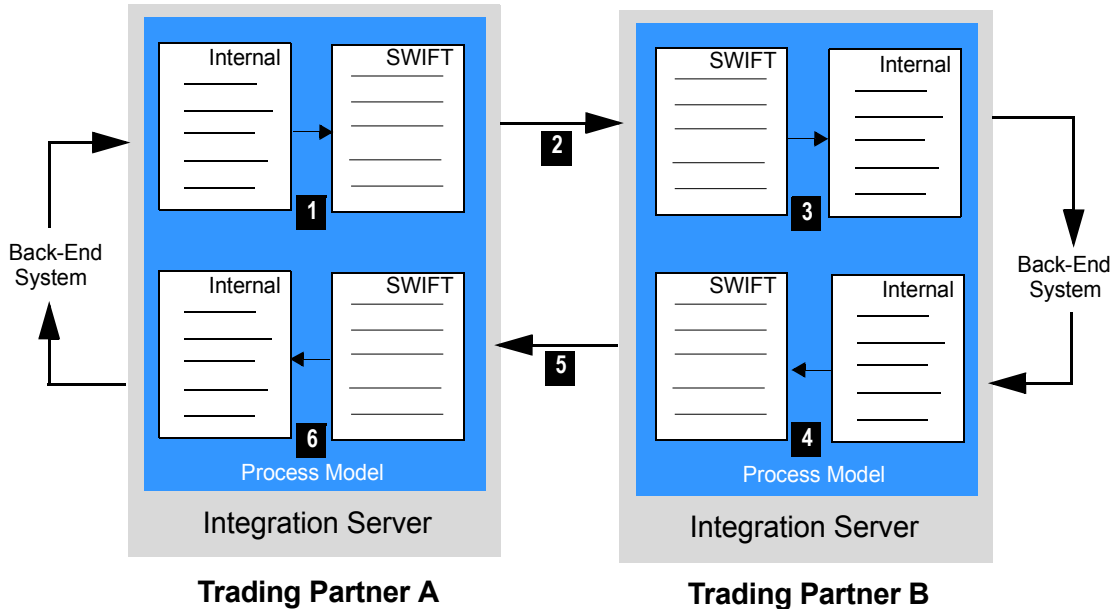 Internal
SWIFT
1
2
SWIFT
Internal
3
Back-End
System
Internal
SWIFT
6
Process Model
Integration Server
Trading Partner A
5
SWIFT
Internal
4
Process Model
Integration Server
Trading Partner B
Back-End
System